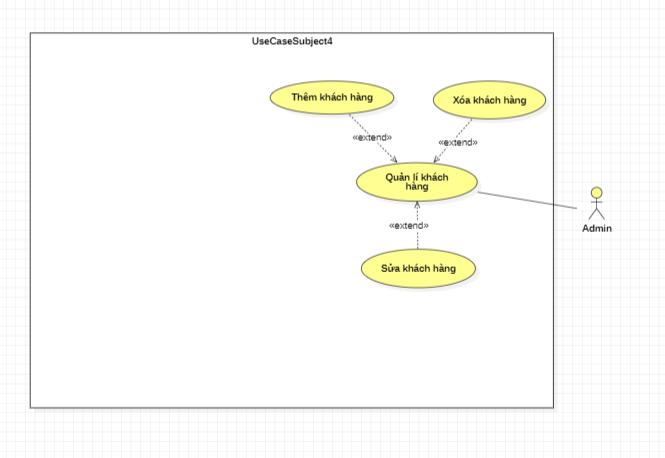 UseCaseSubject4
Thêm khách hàng
Xóa khách hàng
«extend»
«extend»
Quản lí khách
hàng
Admin
«extend»
Sửa khách hàng